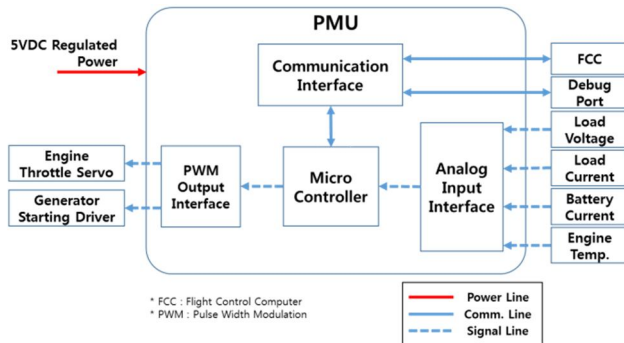 PMU
5VDC Regulated
Power
Communication
Interface
FCC
Debug
Port
Load
Voltage
Engine
Throttle Servo
PWM
Output
Interface
Micro
Controller
Analog
Input
Interface
Load
Current
Generator
Starting Driver
Battery
Current
Engine
Temp.
* FCC : Flight Control Computer
* PWM : Pulse Width Modulation
Power Line
Comm. Line
Signal Line